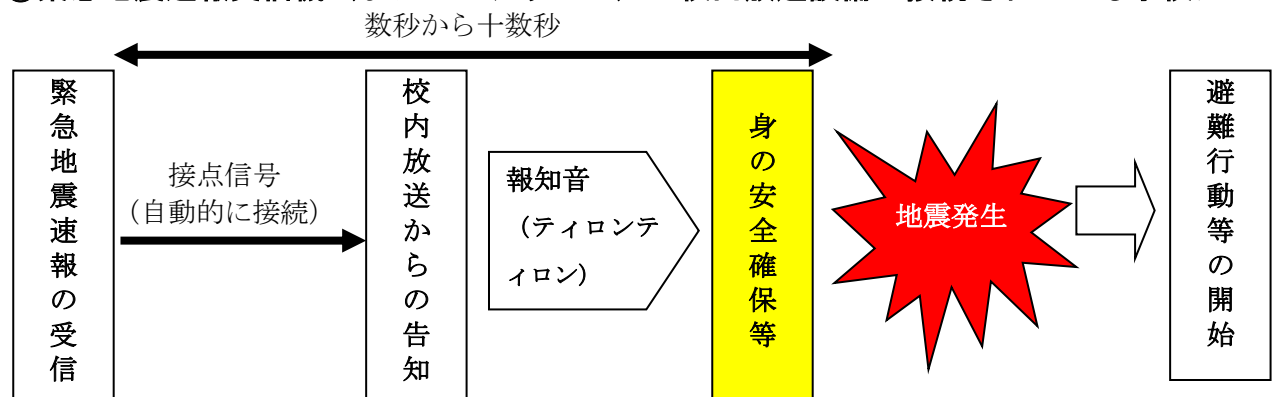 数秒から十数秒
緊急地震速報の受信
接点信号
（自動的に接続）
校内放送からの告知
報知音
（ティロンテ
ィロン）
身の安全確保等
地震発生
避難行動等の開始